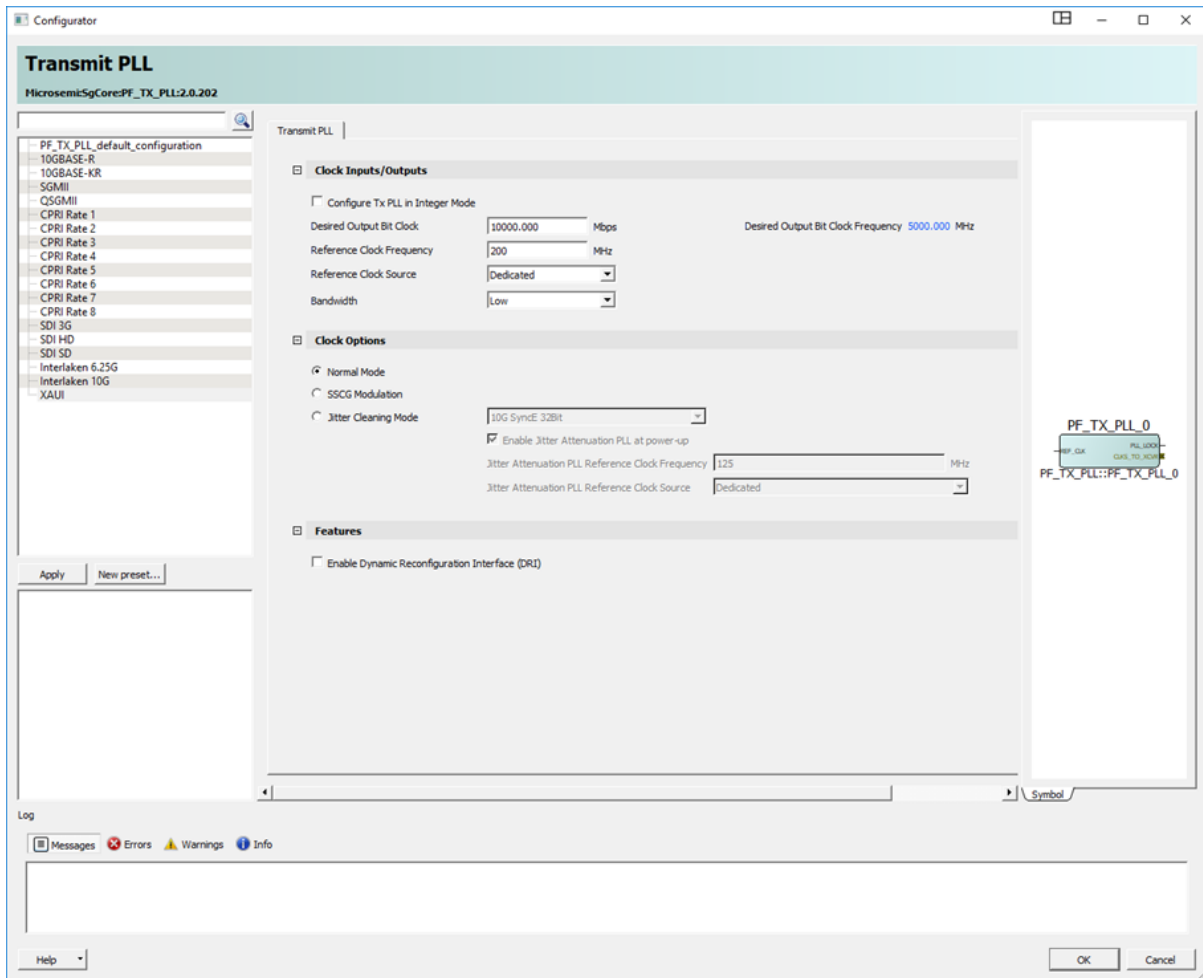 Configurator
Transmit PLL
Microsemi:SgCore:PF_TX_PLL:2.0.202
PF_TX_PLL_default_configuration
10GBASE-R
10GBASE-KR
SGMII
QSGMII
CPRI Rate 1
CPRI Rate 2
CPRI Rate 3
CPRI Rate 4
CPRI Rate 5
CPRI Rate 6
CPRI Rate 7
CPRI Rate 8
SDI 3G
SDI HD
SDI SD
Interlaken 6.25G
Interlaken 10G
XAUI
Apply New preset...
Transmit PLL
Clock Inputs/Outputs
Configure Tx PLL in Integer Mode
Desired Output Bit Clock 10000.000 Mbps Desired Output Bit Clock Frequency 5000.000 MHz
Reference Clock Frequency 200 MHz
Reference Clock Source Dedicated
Bandwidth Low
Clock Options
Normal Mode
SSCG Modulation
Jitter Cleaning Mode 10G SyncE 32Bit
Enable Jitter Attenuation PLL at power-up
Jitter Attenuation PLL Reference Clock Frequency 125 MHz
Jitter Attenuation PLL Reference Clock Source Dedicated
Features
Enable Dynamic Reconfiguration Interface (DRI)
PF_TX_PLL_0
REF_CLK PLL_LOCK
CLKS_TO_XCVR
PF_TX_PLL::PF_TX_PLL_0
Symbol
Log
Messages Errors Warnings Info
Help OK Cancel